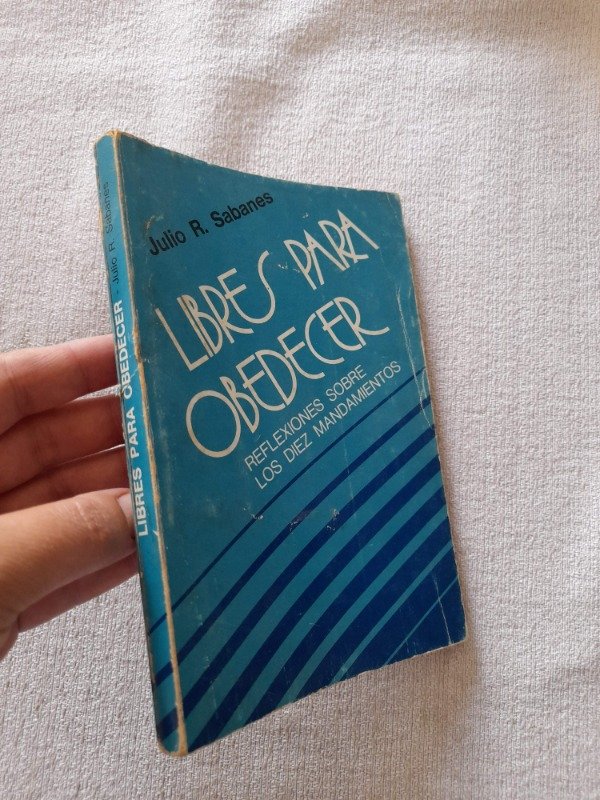 Julio R. Sabanes
LIBRES PARA
OBEDECER
REFLEXIONES SOBRE
LOS DIEZ MANDAMIENTOS
LIBRES PARA OBEDECER - Julio R. Sabanes